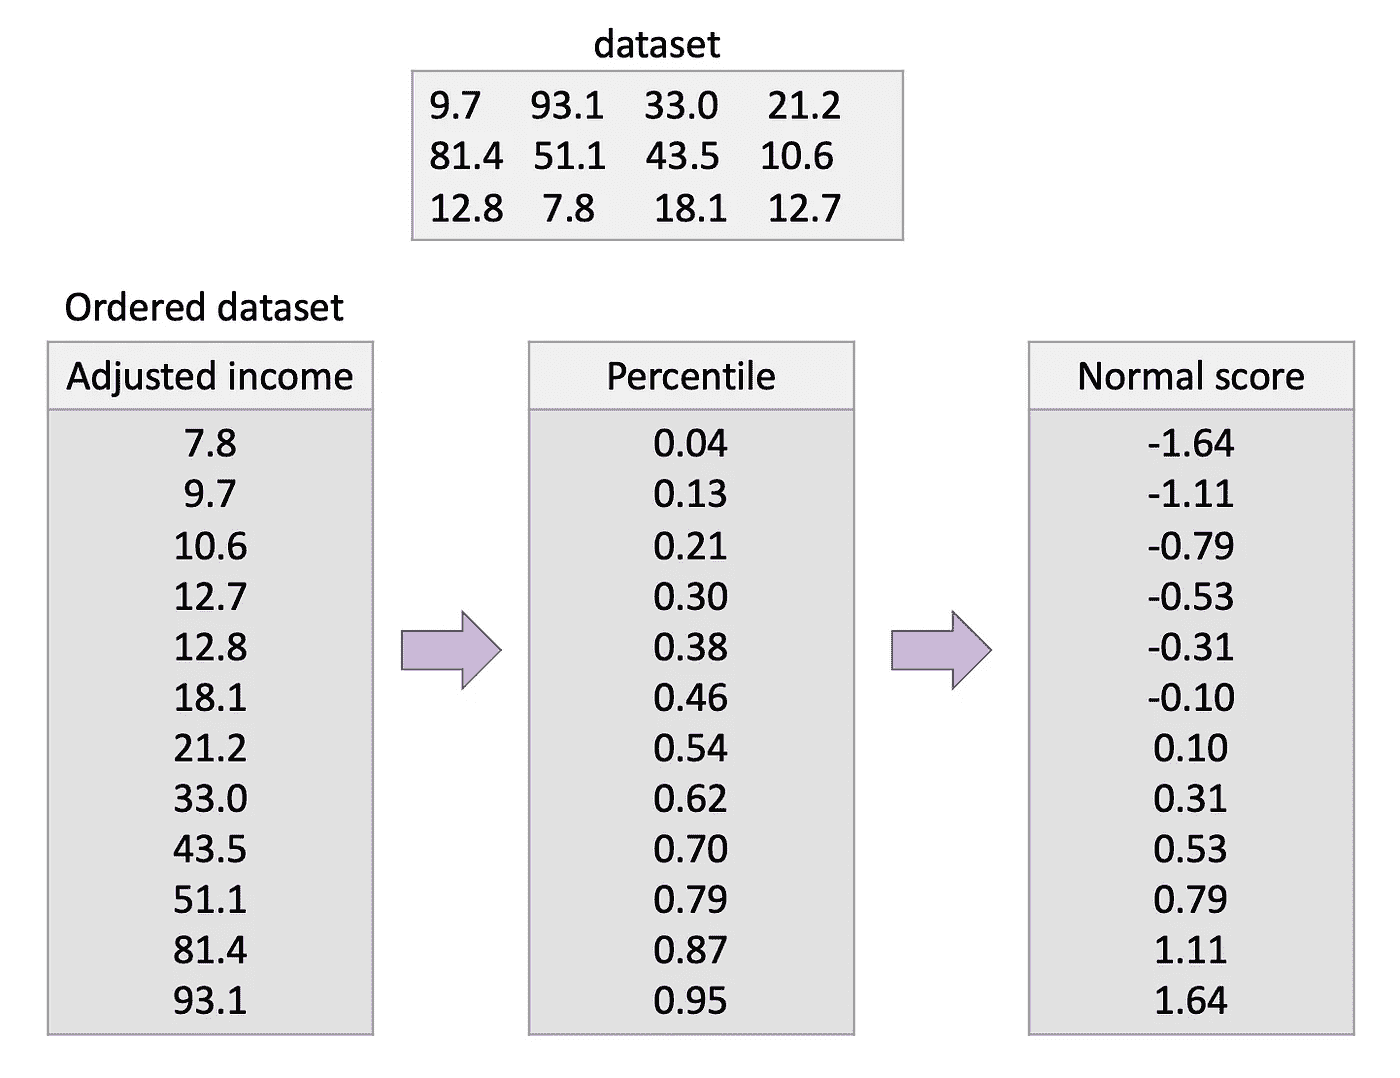 dataset
9.7 93.1 33.0 21.2
81.4 51.1 43.5 10.6
12.8 7.8 18.1 12.7
Ordered dataset
Adjusted income Percentile Normal score
7.8 0.04 -1.64
9.7 0.13 -1.11
10.6 0.21 -0.79
12.7 0.30 -0.53
12.8 0.38 -0.31
18.1 0.46 -0.10
21.2 0.54 0.10
33.0 0.62 0.31
43.5 0.70 0.53
51.1 0.79 0.79
81.4 0.87 1.11
93.1 0.95 1.64